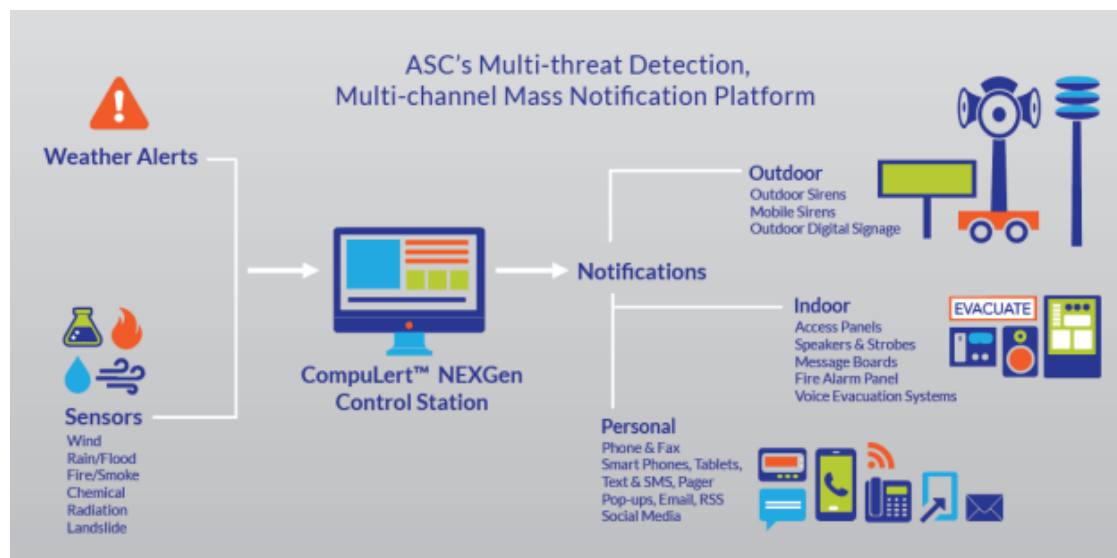 ASC's Multi-threat Detection,
Multi-channel Mass Notification Platform
Weather Alerts
Sensors
Wind
Rain/Flood
Fire/Smoke
Chemical
Radiation
Landslide
CompuLert™ NEXGen
Control Station
Notifications
Outdoor
Outdoor Sirens
Mobile Sirens
Outdoor Digital Signage
Indoor
Access Panels
Speakers & Strobes
Message Boards
Fire Alarm Panel
Voice Evacuation Systems
EVACUATE
Personal
Phone & Fax
Smart Phones, Tablets,
Text & SMS, Pager
Pop-ups, Email, RSS
Social Media